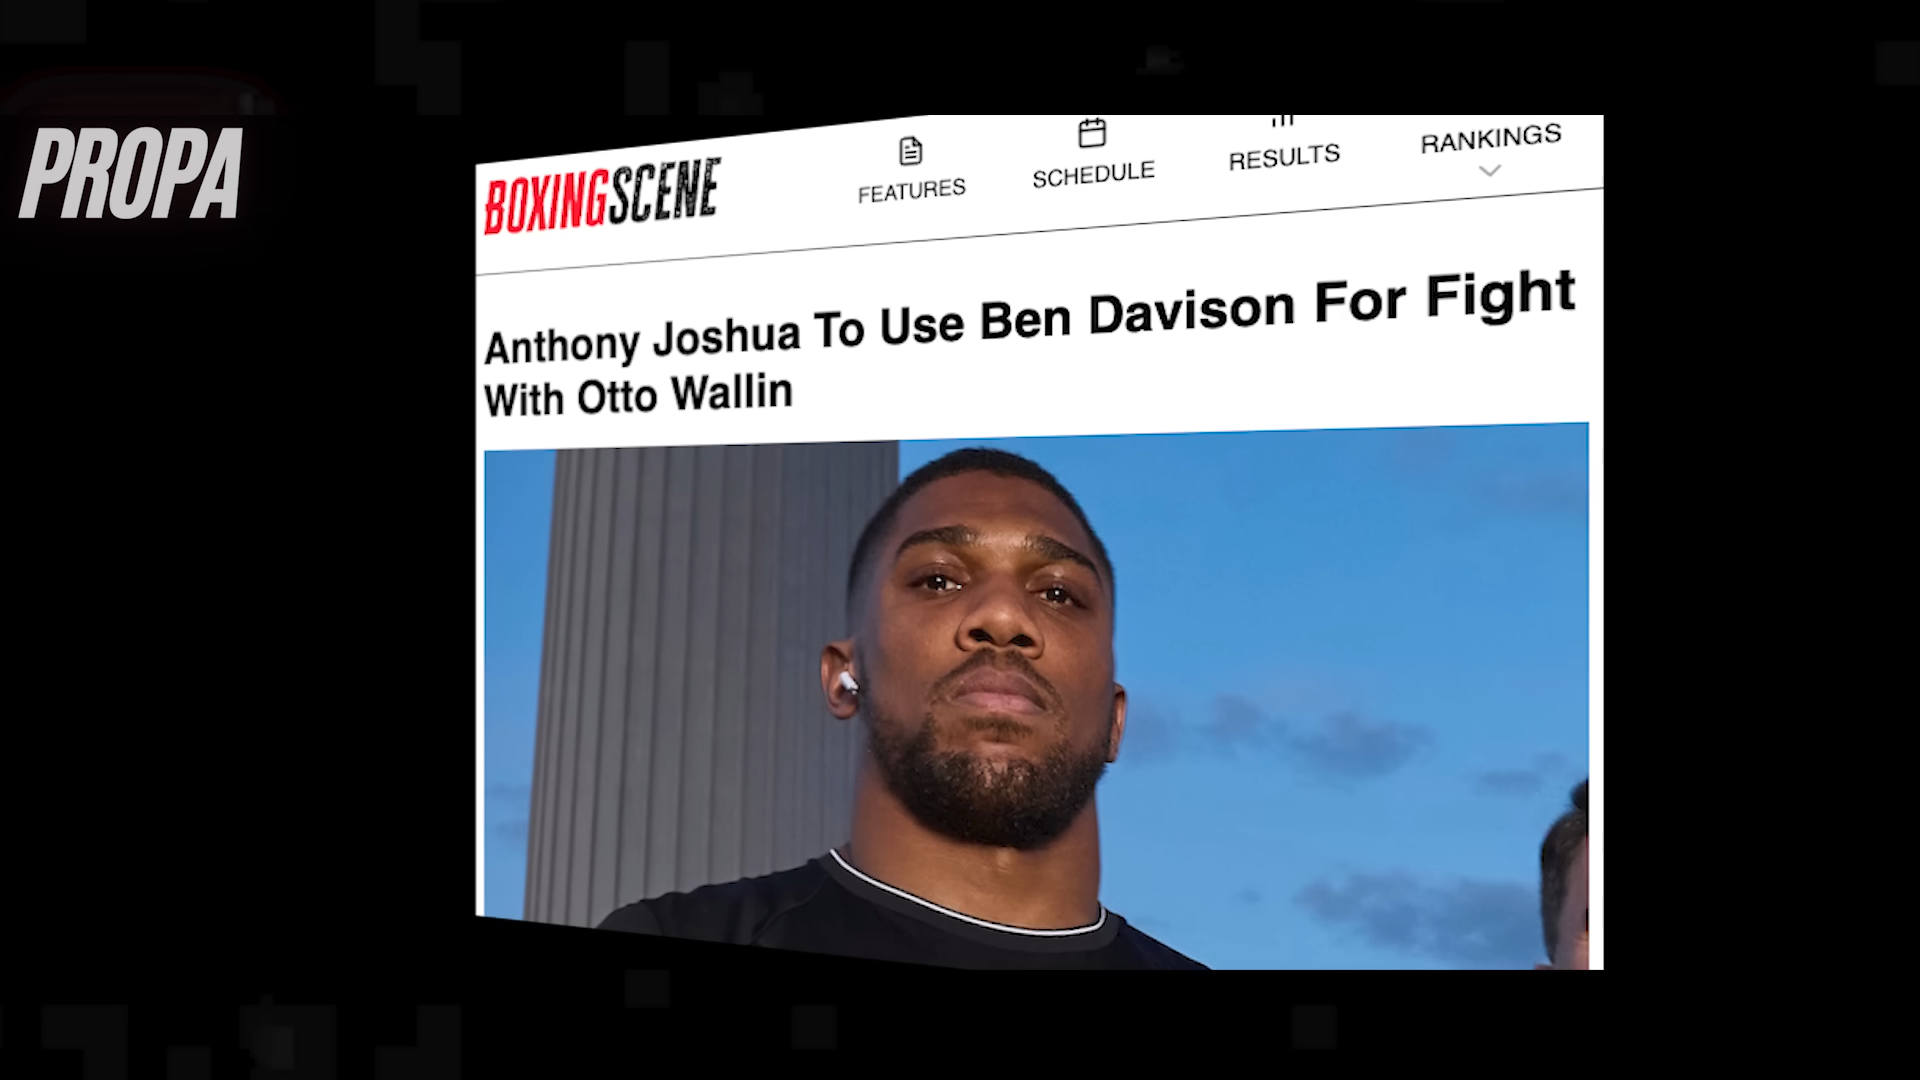 PROPA
BOXINGSCENE
FEATURES
SCHEDULE
RESULTS
RANKINGS
Anthony Joshua To Use Ben Davison For Fight
With Otto Wallin